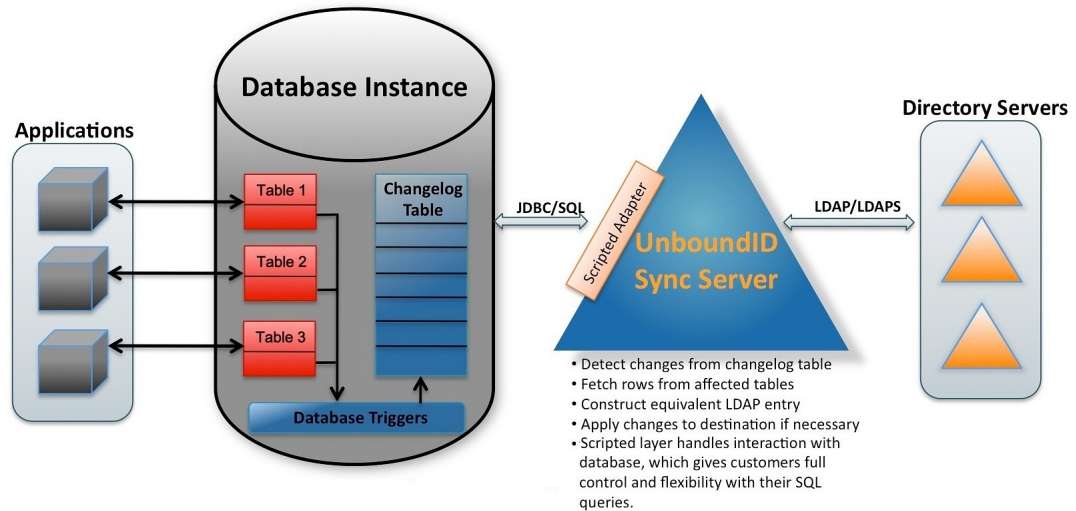 Applications
Database Instance
Table 1
Table 2
Table 3
Changelog
Table
Database Triggers
JDBC/SQL
Scripted Adapter
UnboundID
Sync Server
LDAP/LDAPS
Directory Servers
• Detect changes from changelog table
• Fetch rows from affected tables
• Construct equivalent LDAP entry
• Apply changes to destination if necessary
• Scripted layer handles interaction with
database, which gives customers full
control and flexibility with their SQL
queries.